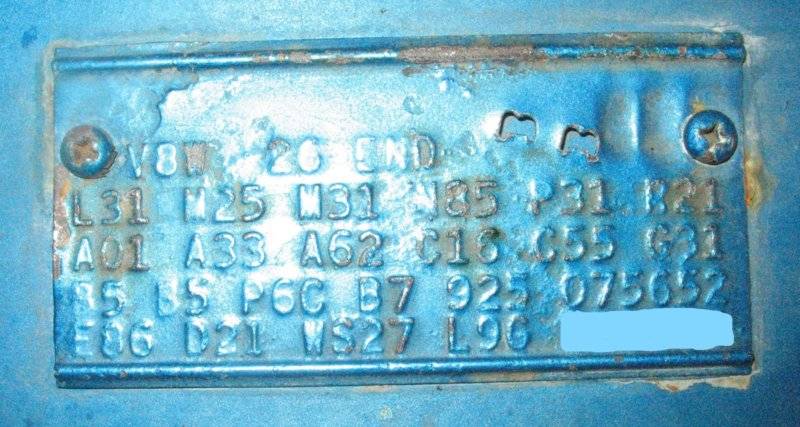 V8W 26 END
L31 M25 M31 N85 P31 R21
A01 A33 A62 C16 C55 G31
B5 B5 P6C B7 925 075652
E86 D21 WS27 L9G